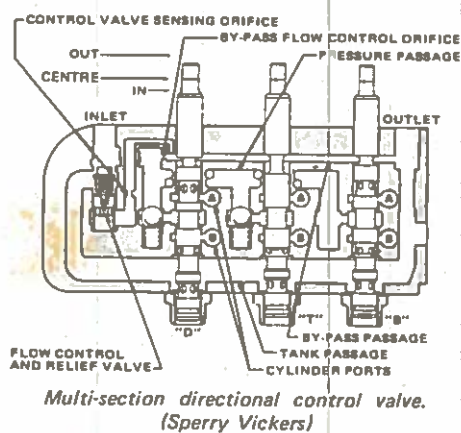 CONTROL VALVE SENSING ORIFICE
BY-PASS FLOW CONTROL ORIFICE
OUT
PRESSURE PASSAGE
CENTRE
IN
INLET
OUTLET
A
A
A
B
B
B
"D"
"T"
"B"
BY-PASS PASSAGE
FLOW CONTROL
AND RELIEF VALVE
TANK PASSAGE
CYLINDER PORTS
Multi-section directional control valve.
(Sperry Vickers)